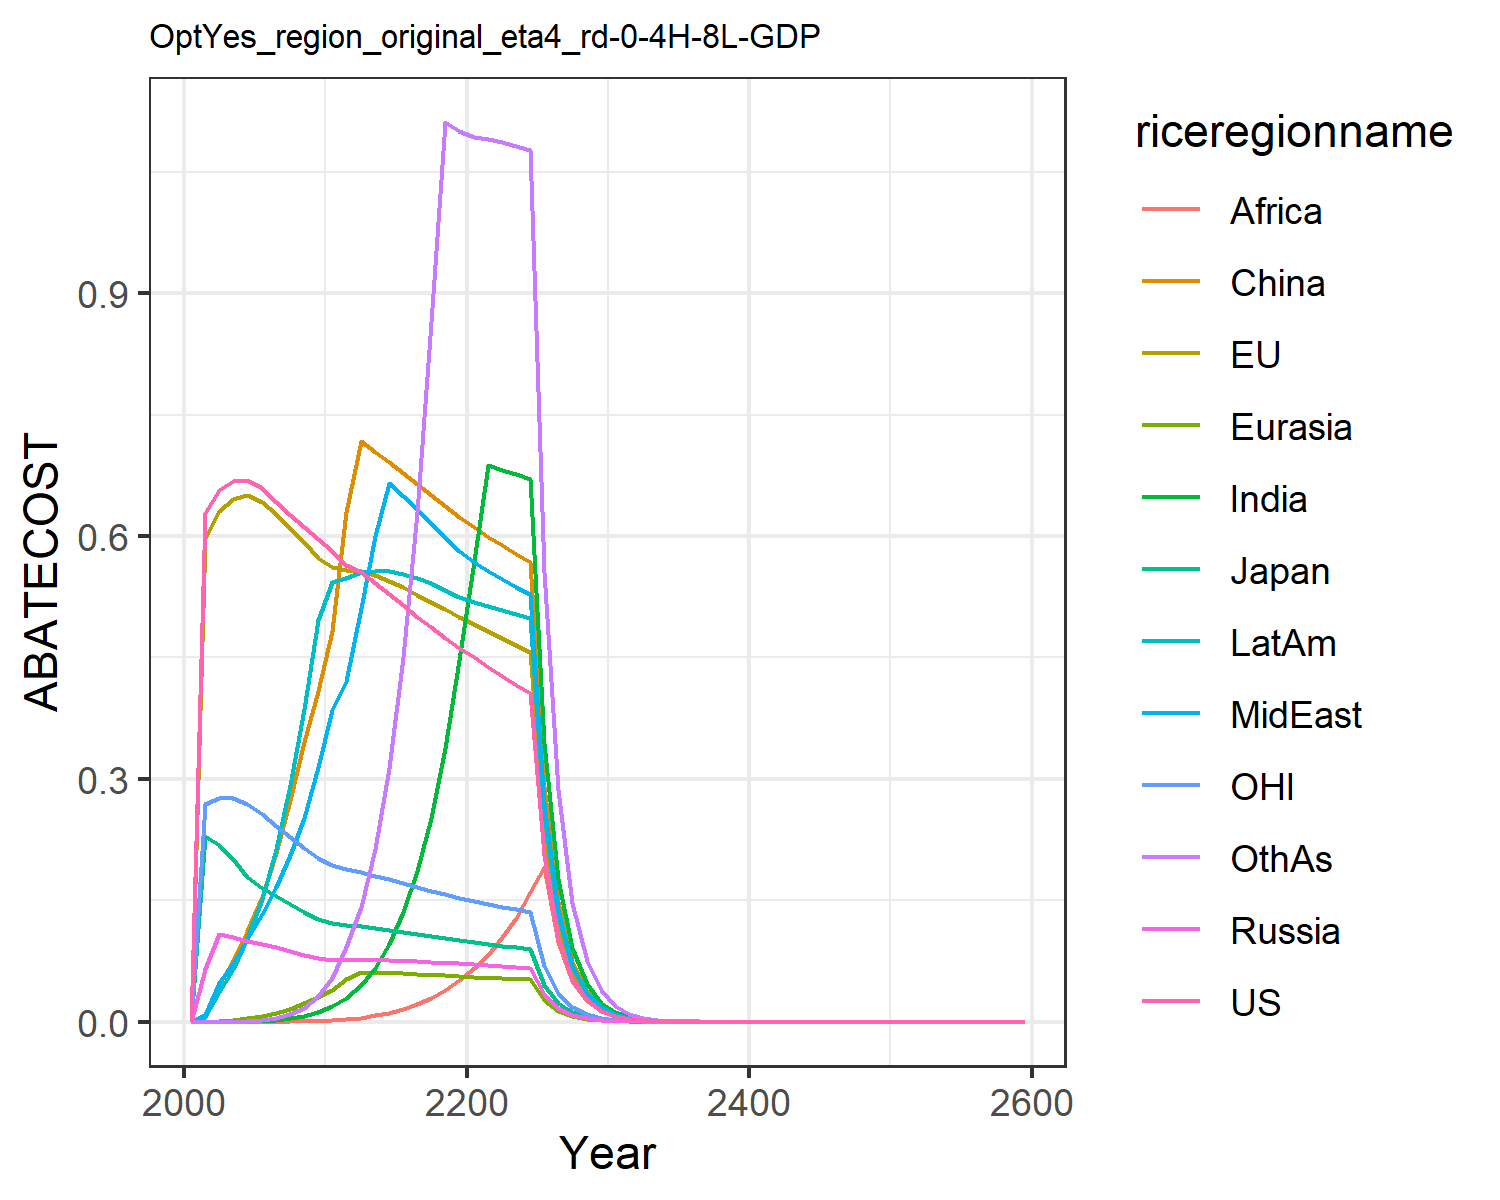 OptYes_region_original_eta4_rd-0-4H-8L-GDP
riceregionname
Africa
China
EU
Eurasia
India
Japan
LatAm
MidEast
OHI
OthAs
Russia
US
ABATECOST
0.9
0.6
0.3
0.0
2000 2200 2400 2600
Year